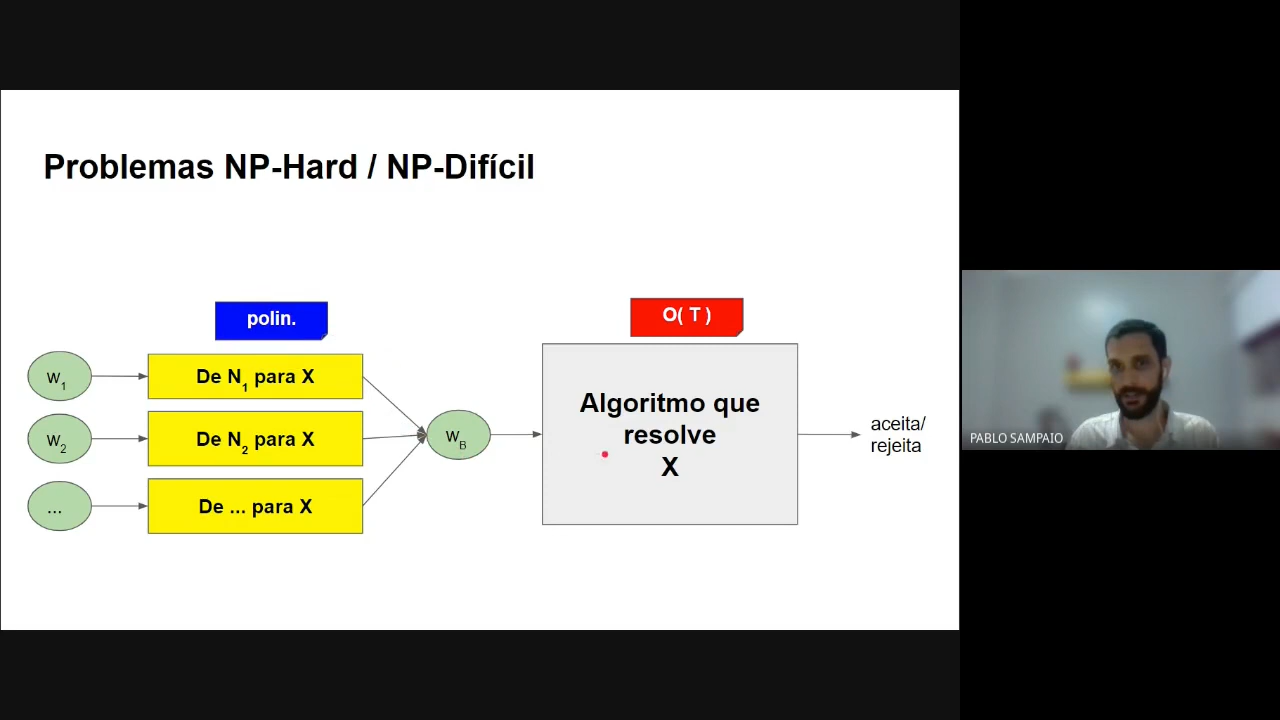 Problemas NP-Hard / NP-Difícil
polin.
O( T )
w1
De N1 para X
w2
De N2 para X
...
De ... para X
wB
Algoritmo que
resolve
X
aceita/
rejeita
PABLO SAMPAIO